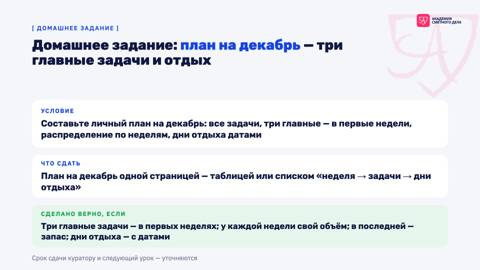 [ ДОМАШНЕЕ ЗАДАНИЕ ]
АКАДЕМИЯ
СМЕТНОГО ДЕЛА
Домашнее задание: план на декабрь — три
главные задачи и отдых
УСЛОВИЕ
Составьте личный план на декабрь: все задачи, три главные — в первые недели,
распределение по неделям, дни отдыха датами
ЧТО СДАТЬ
План на декабрь одной страницей — таблицей или списком «неделя → задачи → дни
отдыха»
СДЕЛАНО ВЕРНО, ЕСЛИ
Три главные задачи — в первых неделях; у каждой недели свой объём; в последней —
запас; дни отдыха — с датами
Срок сдачи куратору и следующий урок — уточняются